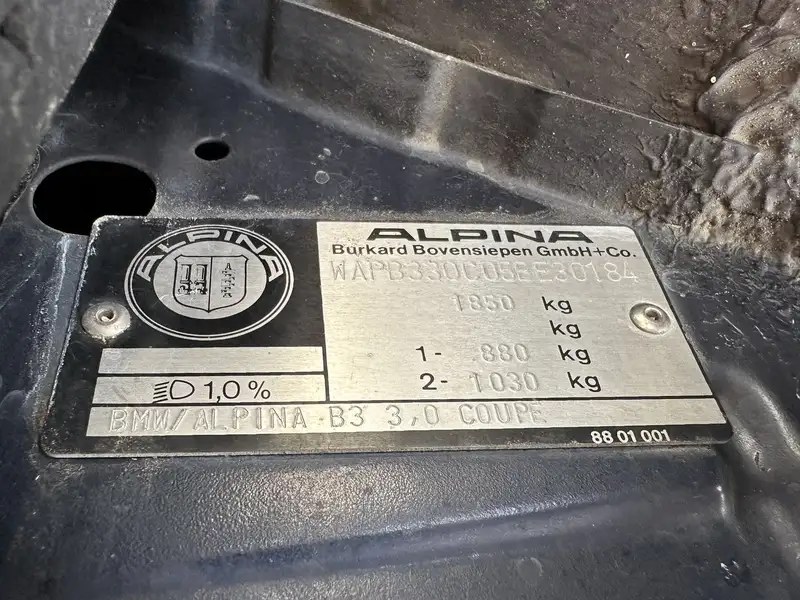 ALPINA
ALPINA
Burkard Bovensiepen GmbH+Co.
WAPB330C05EE30184
1850 kg
kg
1- 880 kg
2- 1030 kg
1,0%
BMW/ALPINA B3 3,0 COUPE
88 01 001